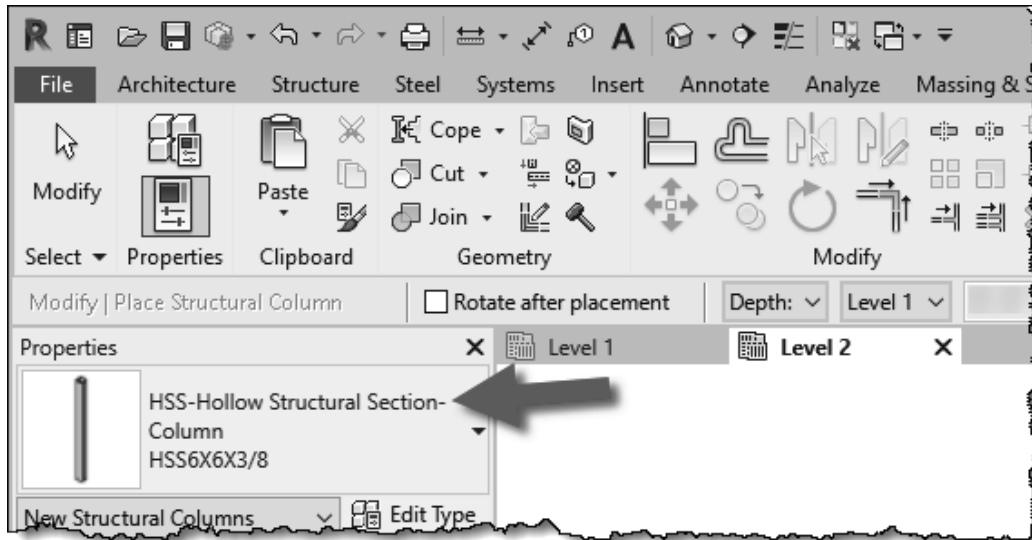 File Architecture Structure Steel Systems Insert Annotate Analyze Massing &
Modify Paste Cope Cut Join
Select Properties Clipboard Geometry Modify
Modify | Place Structural Column Rotate after placement Depth: Level 1
Properties Level 1 Level 2
HSS-Hollow Structural Section-
Column
HSS6X6X3/8
New Structural Columns Edit Type